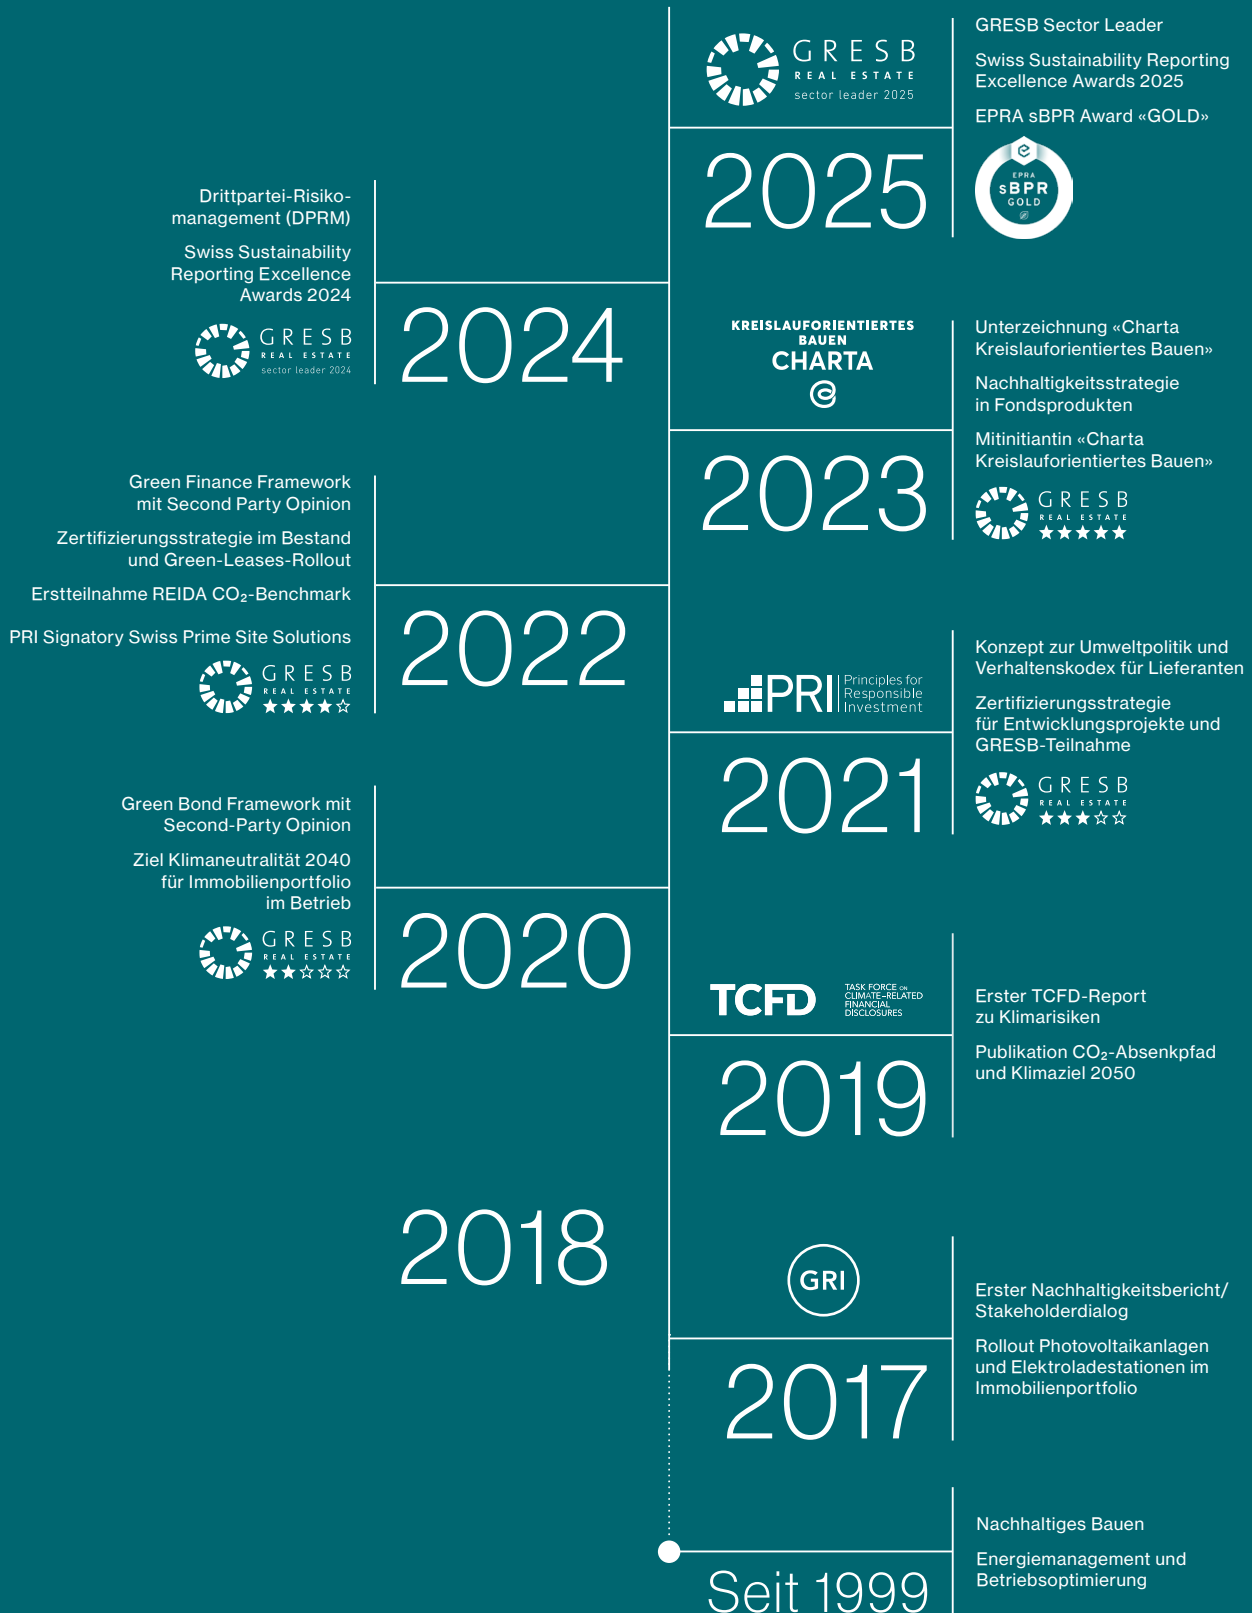 GRESB
REAL ESTATE
sector leader 2025
2025
GRESB Sector Leader
Swiss Sustainability Reporting
Excellence Awards 2025
EPRA sBPR Award «GOLD»
EPRA
sBPR
GOLD
Drittpartei-Risiko-
management (DPRM)
Swiss Sustainability
Reporting Excellence
Awards 2024
GRESB
REAL ESTATE
sector leader 2024
2024
KREISLAUFORIENTIERTES
BAUEN
CHARTA
2023
Unterzeichnung «Charta
Kreislauforientiertes Bauen»
Nachhaltigkeitsstrategie
in Fondsprodukten
Mitinitiantin «Charta
Kreislauforientiertes Bauen»
GRESB
REAL ESTATE
Green Finance Framework
mit Second Party Opinion
Zertifizierungsstrategie im Bestand
und Green-Leases-Rollout
Erstteilnahme REIDA CO₂-Benchmark
PRI Signatory Swiss Prime Site Solutions
GRESB
REAL ESTATE
2022
PRI
Principles for
Responsible
Investment
2021
Konzept zur Umweltpolitik und
Verhaltenskodex für Lieferanten
Zertifizierungsstrategie
für Entwicklungsprojekte und
GRESB-Teilnahme
GRESB
REAL ESTATE
Green Bond Framework mit
Second-Party Opinion
Ziel Klimaneutralität 2040
für Immobilienportfolio
im Betrieb
GRESB
REAL ESTATE
2020
TCFD
TASK FORCE ON
CLIMATE-RELATED
FINANCIAL
DISCLOSURES
2019
Erster TCFD-Report
zu Klimarisiken
Publikation CO₂-Absenkpfad
und Klimaziel 2050
2018
GRI
2017
Erster Nachhaltigkeitsbericht/
Stakeholderdialog
Rollout Photovoltaikanlagen
und Elektroladestationen im
Immobilienportfolio
Seit 1999
Nachhaltiges Bauen
Energiemanagement und
Betriebsoptimierung